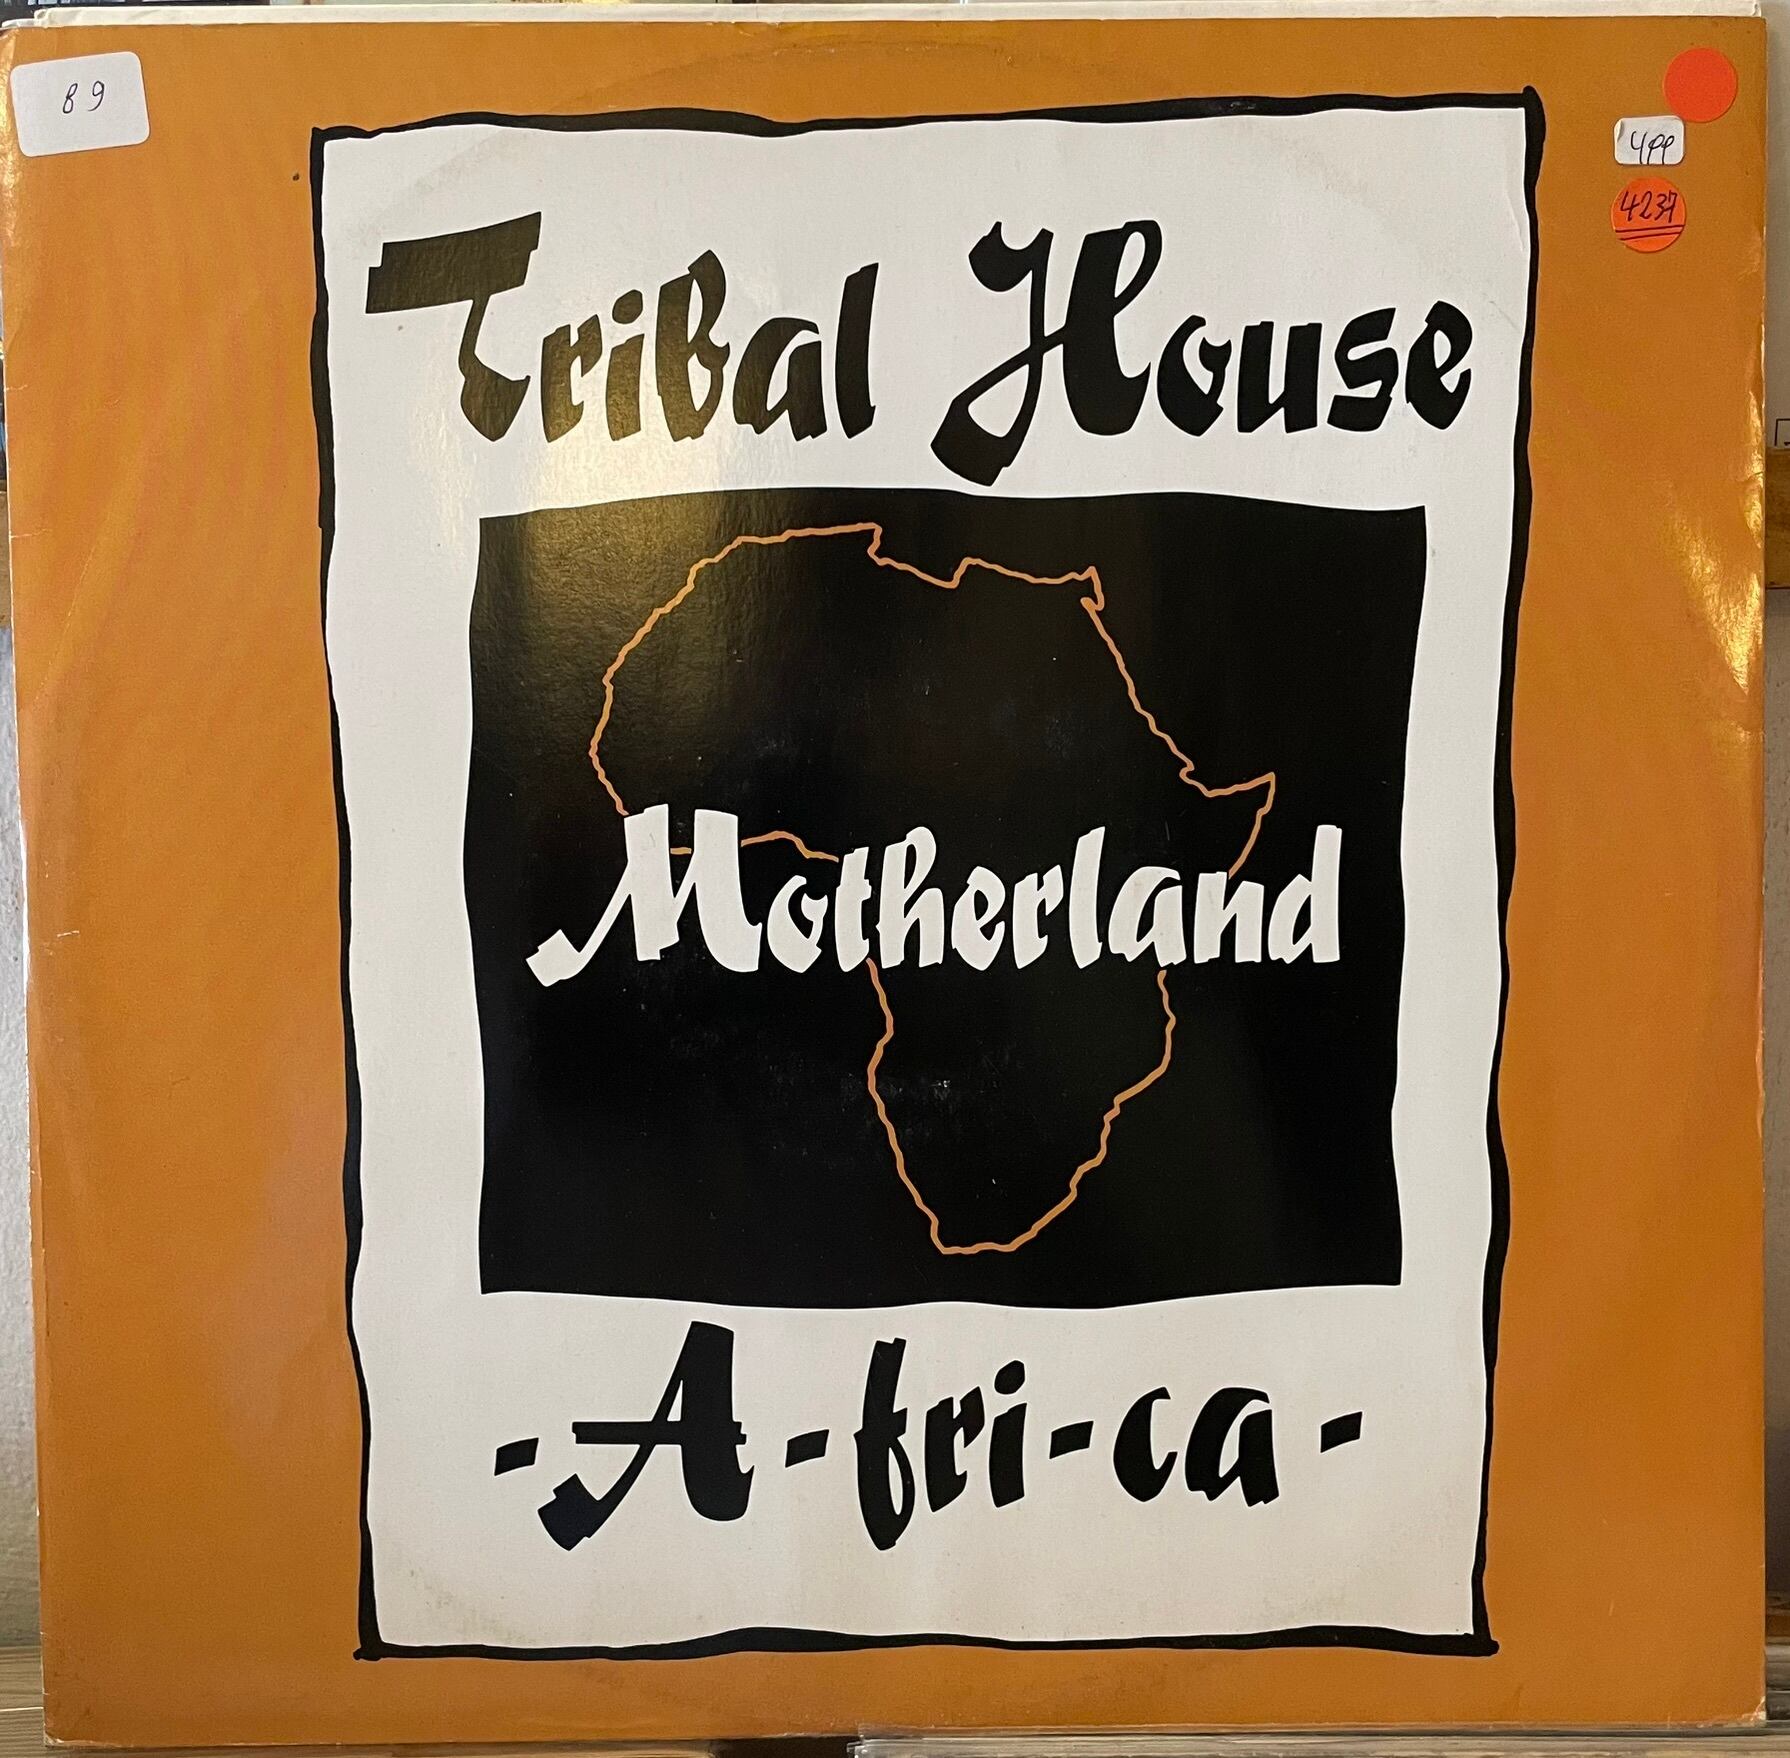 89
499
4237
Tribal House
Motherland
-A-fri-ca-